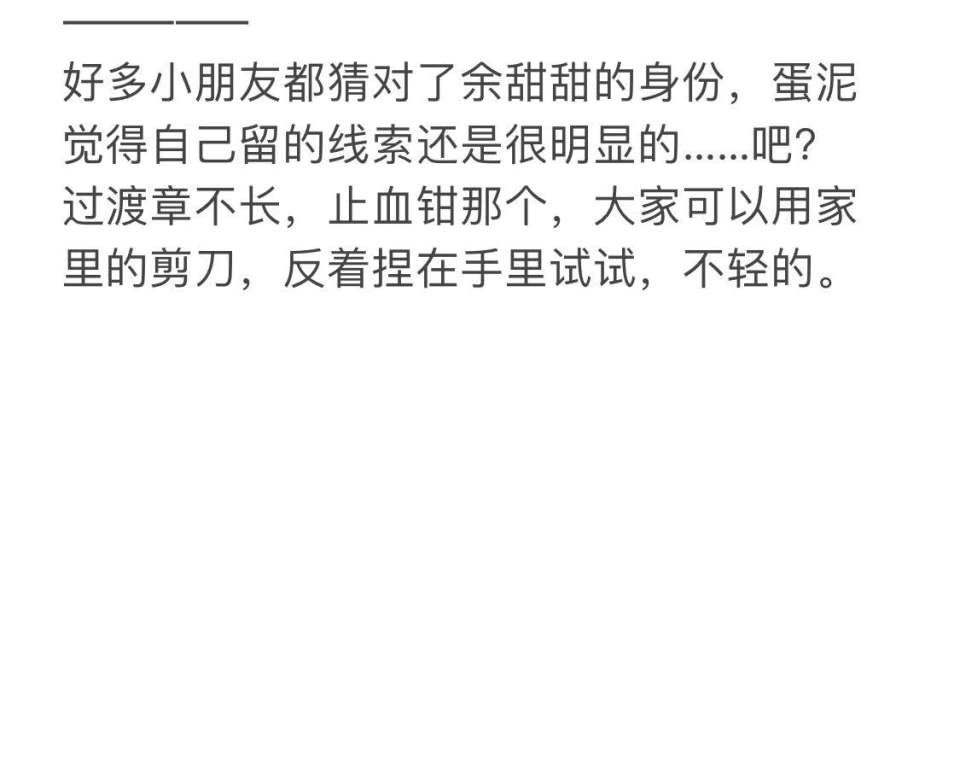 ——————
好多小朋友都猜对了余甜甜的身份，蛋泥
觉得自己留的线索还是很明显的……吧？
过渡章不长，止血钳那个，大家可以用家
里的剪刀，反着捏在手里试试，不轻的。